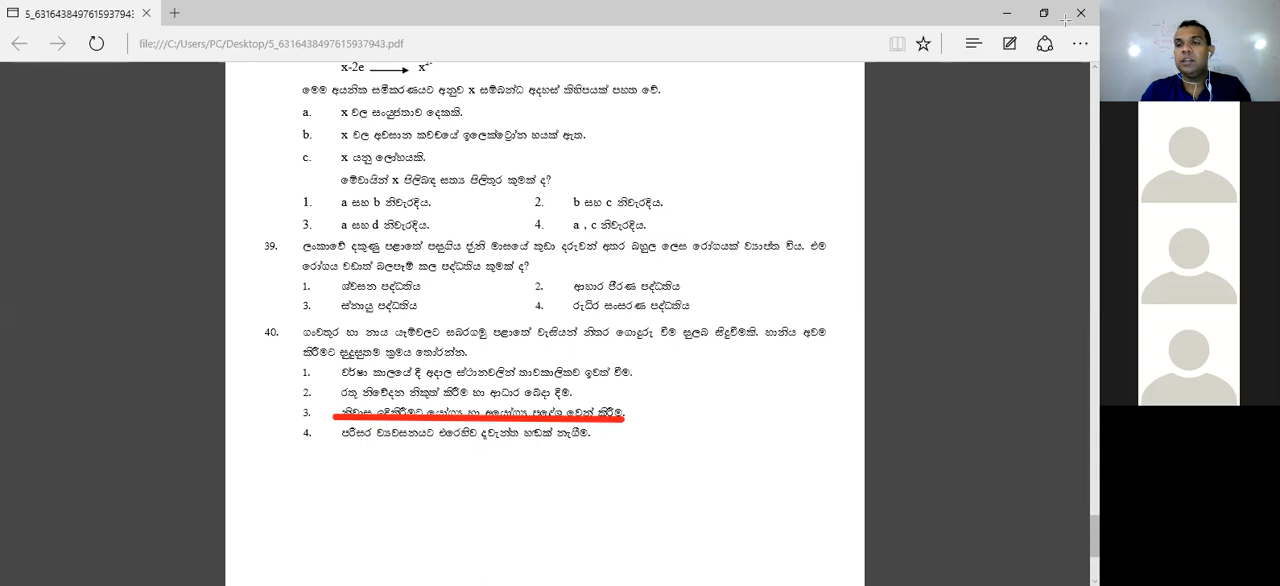 5_6316438497615937943.
file:///C:/Users/PC/Desktop/5_6316438497615937943.pdf
x-2e → x
මෙම අයනික සමීකරණයට අනුව x සම්බන්ධ අදහස් කිහිපයක් පහත වේ.
a. x වල සංයුජතාව දෙකකි.
b. x වල අවසාන කවචයේ ඉලෙක්ට්‍රෝන හයක් ඇත.
c. x යනු ලෝහයකි.
මේවායින් x පිලිබඳ සත්‍ය පිලිතුර කුමක් ද?
1. a සහ b නිවැරදිය. 2. b සහ c නිවැරදිය.
3. a සහ d නිවැරදිය. 4. a , c නිවැරදිය.
39. ලංකාවේ දකුණු පළාතේ පසුගිය ජුනි මාසයේ කුඩා දරුවන් අතර බහුල ලෙස රෝගයක් ව්‍යාප්ත විය. එම
රෝගය වඩාත් බලපෑම් කල පද්ධතිය කුමක් ද?
1. ශ්වසන පද්ධතිය 2. ආහාර ජීරණ පද්ධතිය
3. ස්නායු පද්ධතිය 4. රුධිර සංසරණ පද්ධතිය
40. ගංවතුර හා නාය යෑම්වලට සබරගමු පළාතේ වැසියන් නිතර ගොදුරු වීම සුලබ සිදුවීමකි. හානිය අවම
කිරීමට සුදුසුතම ක්‍රමය තෝරන්න.
1. වර්ෂා කාලයේ දී අදාල ස්ථානවලින් තාවකාලිකව ඉවත් වීම.
2. රතු නිවේදන නිකුත් කිරීම හා ආධාර බේදා දීම.
3. නිවාස ඉදිකිරීමට යෝග්‍ය හා අයෝග්‍ය ප්‍රදේශ වෙන් කිරීම.
4. පරිසර ව්‍යවසනයට එරෙහිව දැවැන්ත හඬක් නැගීම.